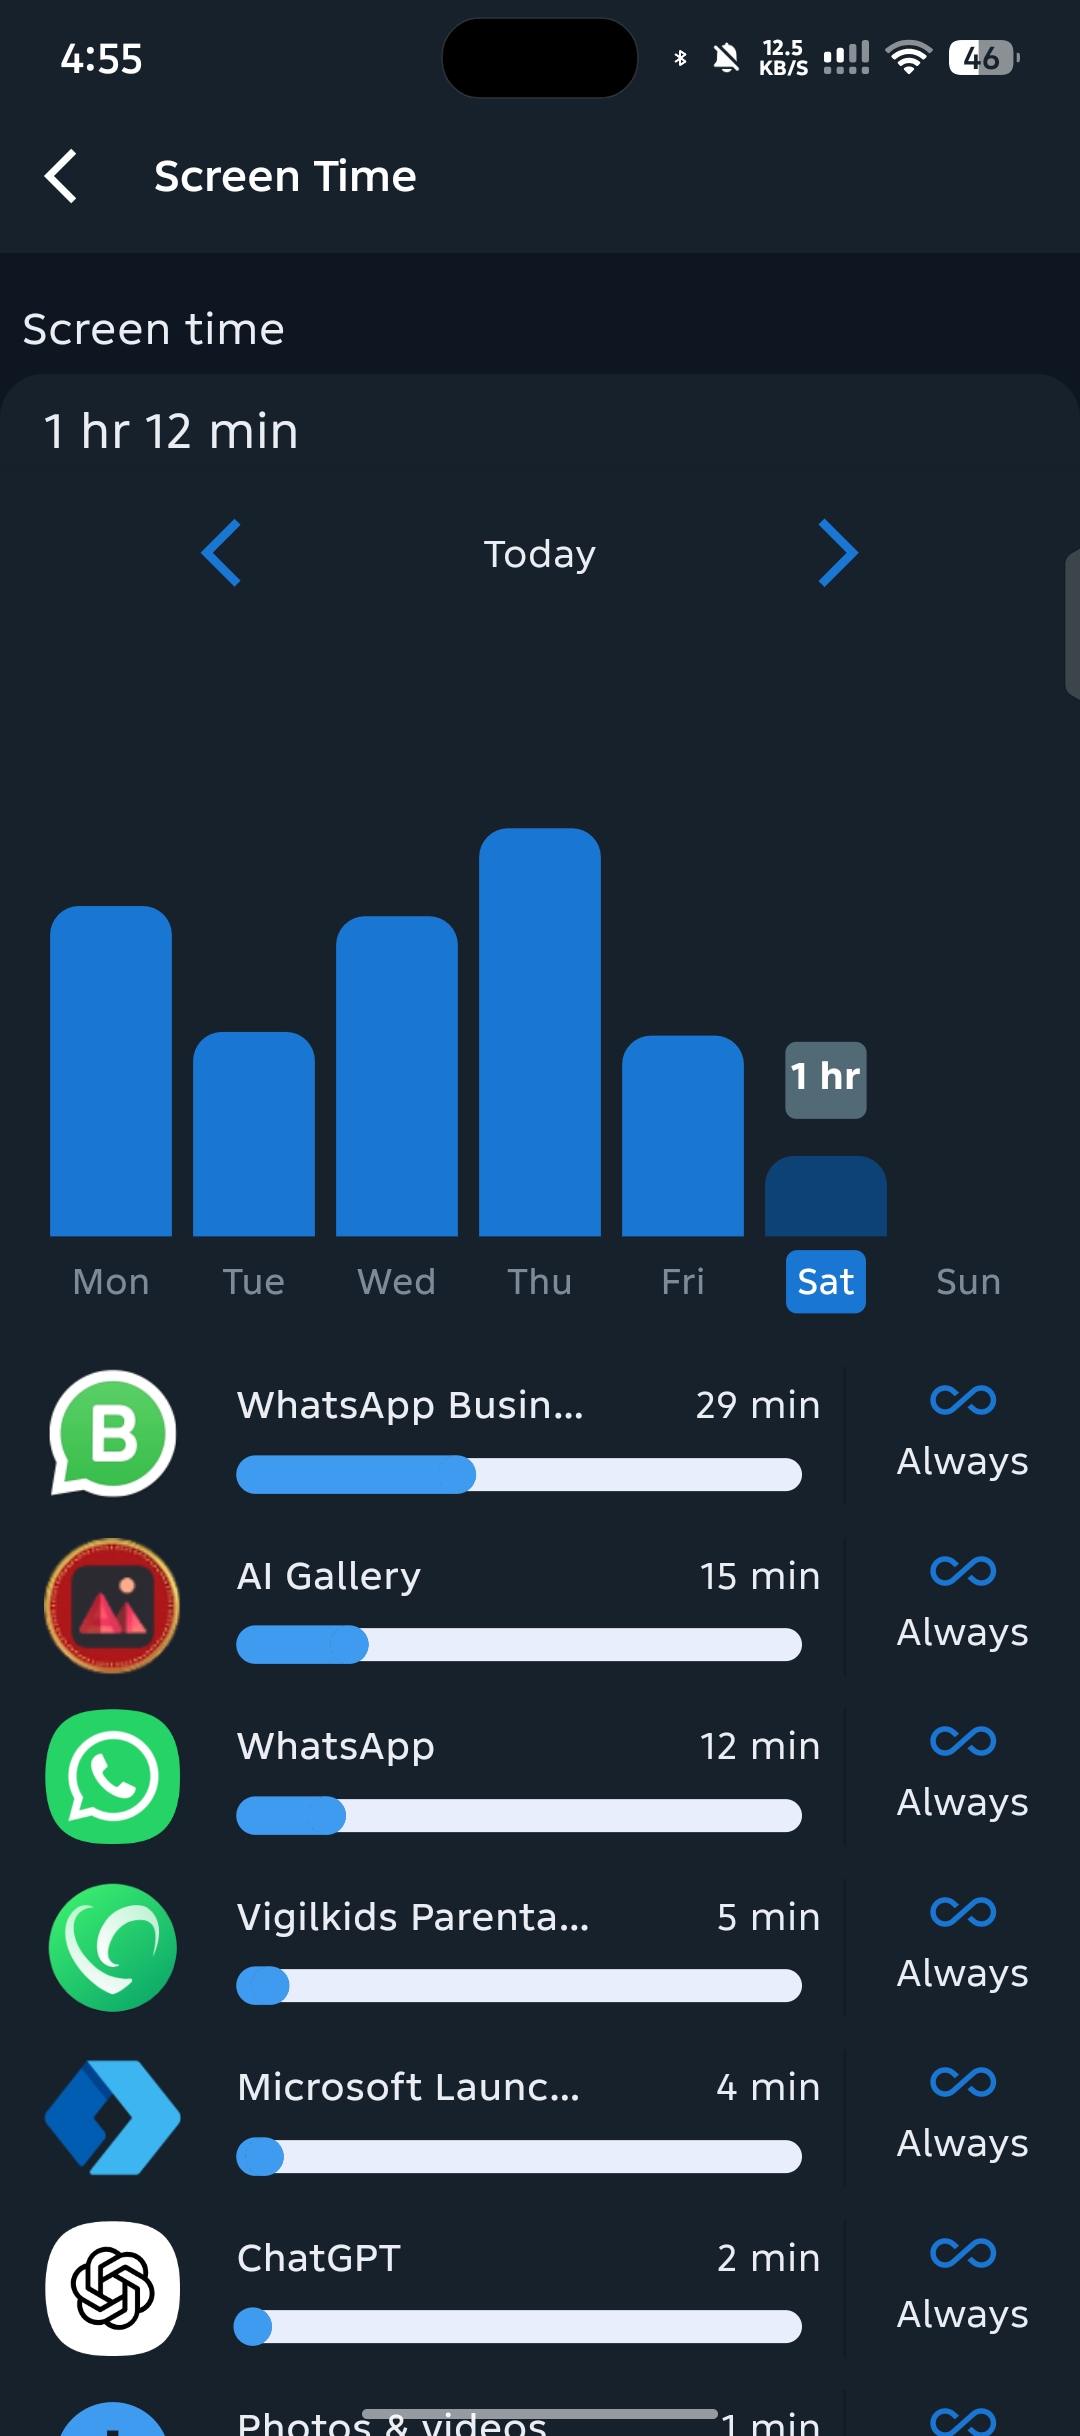 4:55
12.5
KB/S
46
Screen Time
Screen time
1 hr 12 min
Today
1 hr
Mon Tue Wed Thu Fri Sat Sun
WhatsApp Busin... 29 min
Always
AI Gallery 15 min
Always
WhatsApp 12 min
Always
Vigilkids Parenta... 5 min
Always
Microsoft Launc... 4 min
Always
ChatGPT 2 min
Always
Photos & videos 1 min